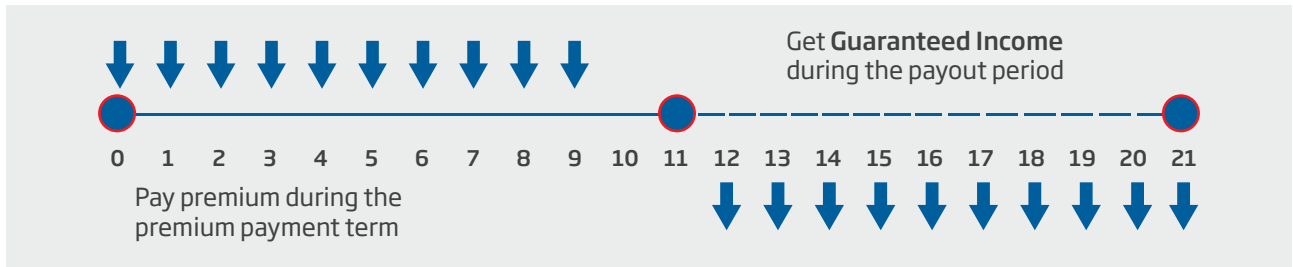 Get Guaranteed Income
during the payout period
0 1 2 3 4 5 6 7 8 9 10 11 12 13 14 15 16 17 18 19 20 21
Pay premium during the
premium payment term